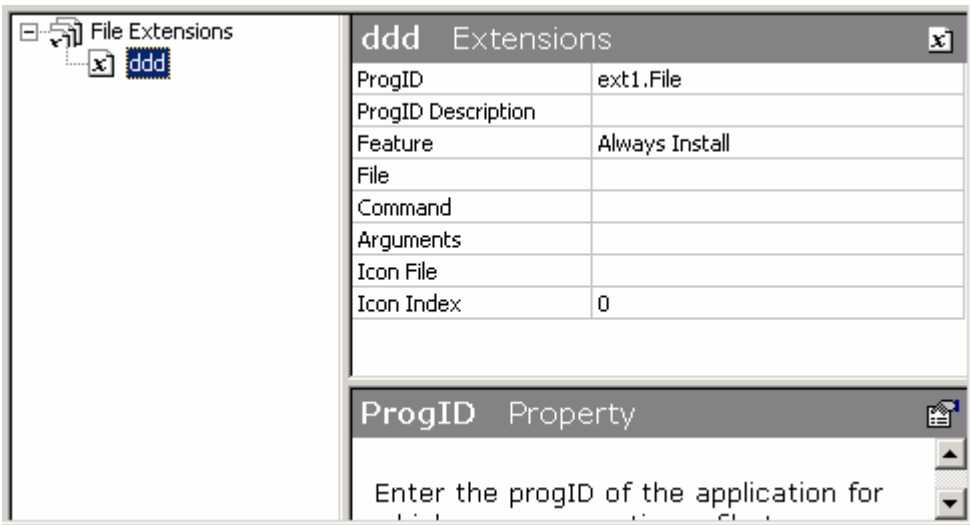 File Extensions
ddd
ddd Extensions
ProgID ext1.File
ProgID Description
Feature Always Install
File
Command
Arguments
Icon File
Icon Index 0
ProgID Property
Enter the progID of the application for